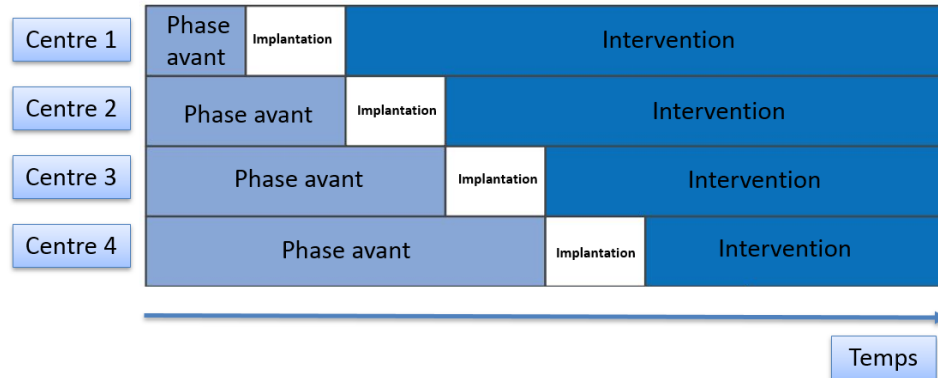 Centre 1
Phase
avant
Implantation
Intervention
Centre 2
Phase avant
Implantation
Intervention
Centre 3
Phase avant
Implantation
Intervention
Centre 4
Phase avant
Implantation
Intervention
Temps